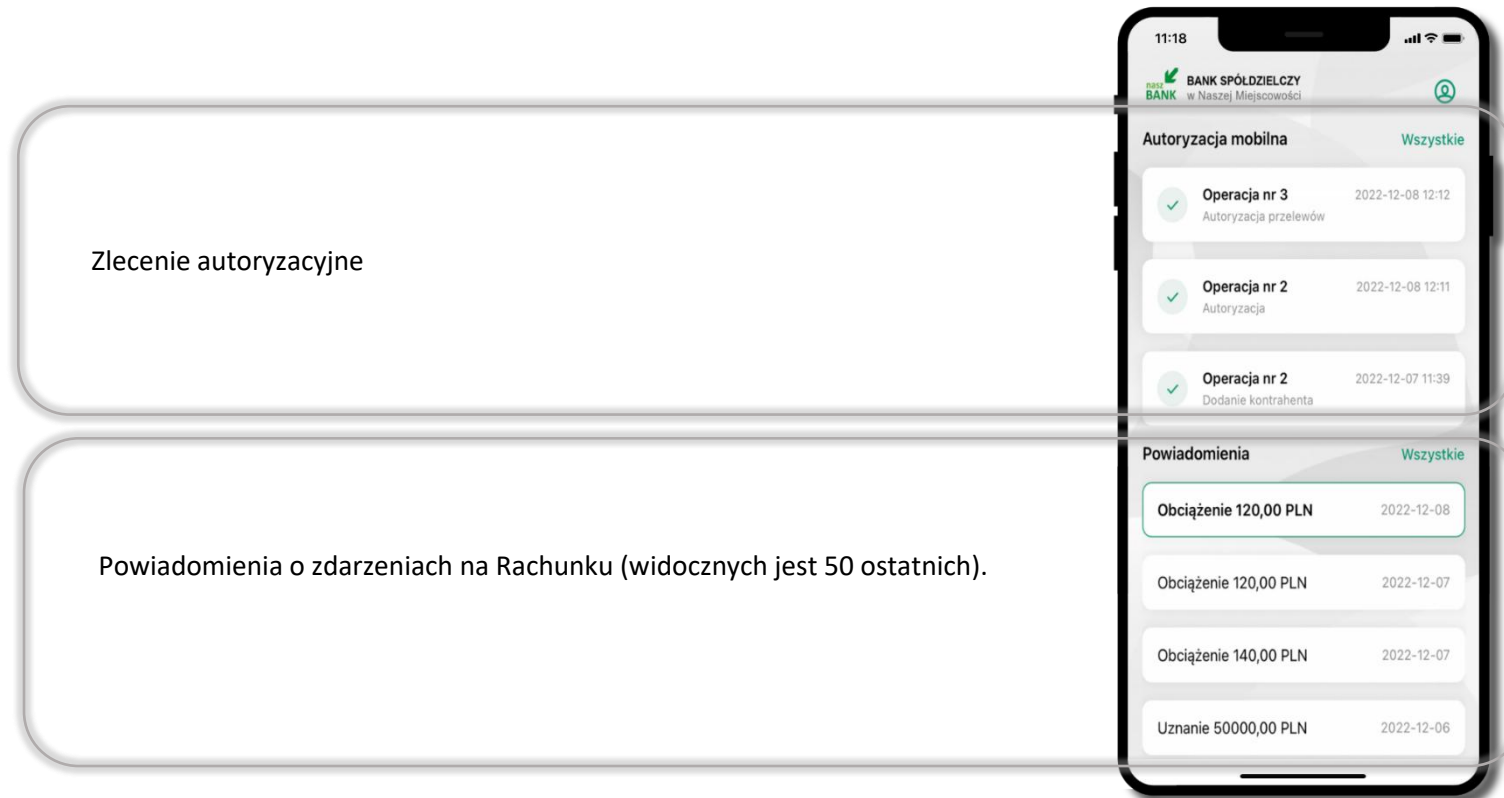 11:18
nasz BANK
BANK SPÓŁDZIELCZY
w Naszej Miejscowości
Autoryzacja mobilna Wszystkie
Operacja nr 3 2022-12-08 12:12
Autoryzacja przelewów
Zlecenie autoryzacyjne
Operacja nr 2 2022-12-08 12:11
Autoryzacja
Operacja nr 2 2022-12-07 11:39
Dodanie kontrahenta
Powiadomienia Wszystkie
Obciążenie 120,00 PLN 2022-12-08
Powiadomienia o zdarzeniach na Rachunku (widocznych jest 50 ostatnich).
Obciążenie 120,00 PLN 2022-12-07
Obciążenie 140,00 PLN 2022-12-07
Uznanie 50000,00 PLN 2022-12-06